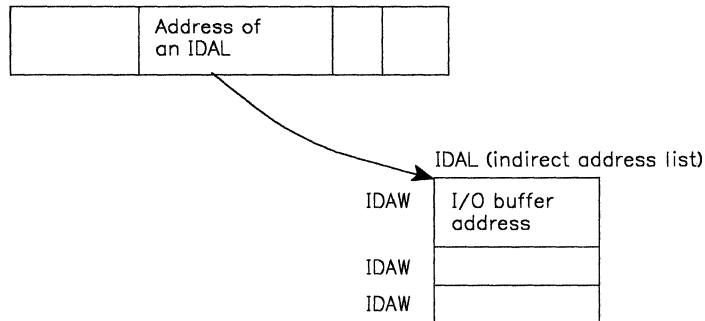 Address of
an IDAL
IDAL (indirect address list)
IDAW
I/O buffer
address
IDAW
IDAW